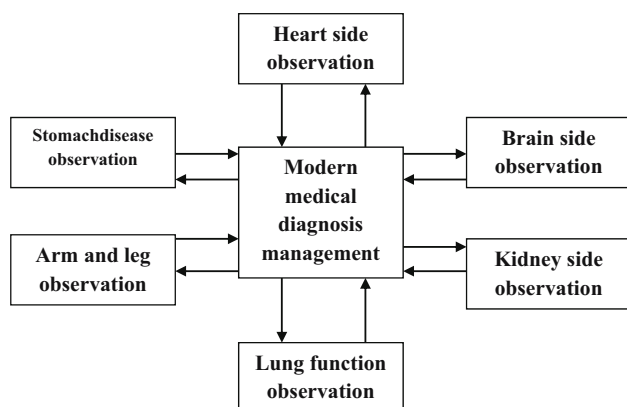 Heart side
observation
Stomachdisease
observation
Modern
medical
diagnosis
management
Brain side
observation
Arm and leg
observation
Kidney side
observation
Lung function
observation